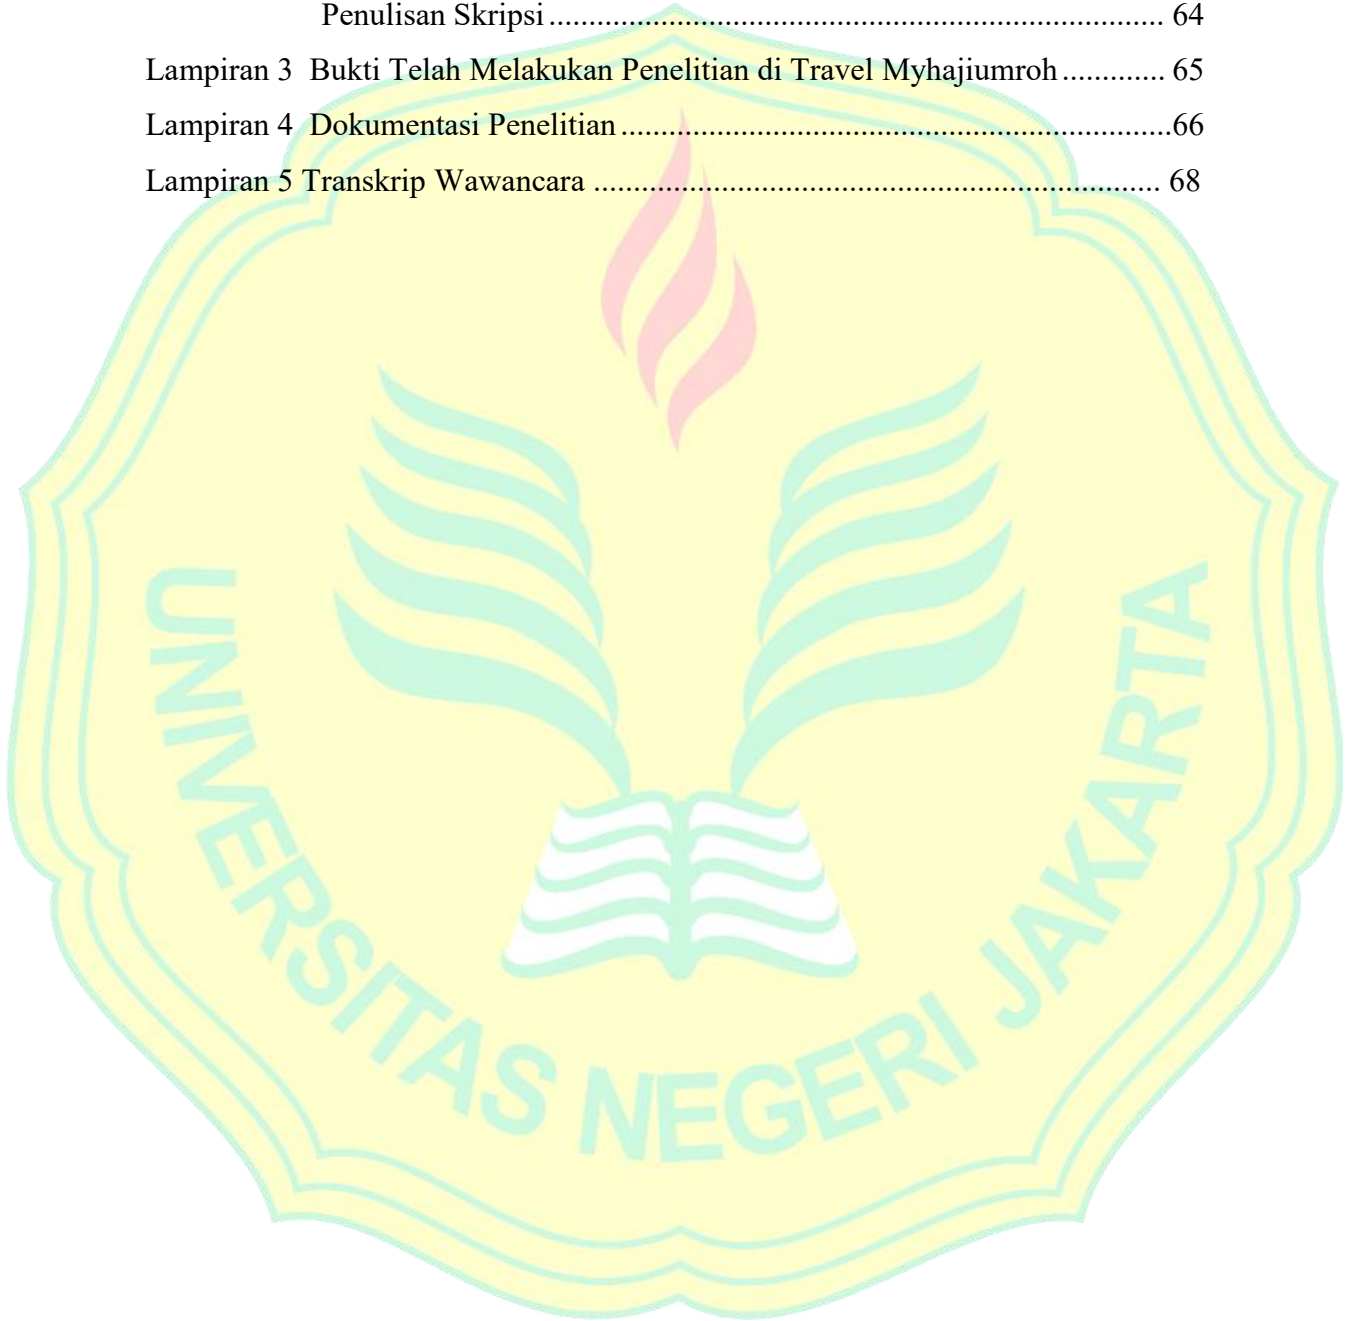 Penulisan Skripsi ............................................................................. 64
Lampiran 3 Bukti Telah Melakukan Penelitian di Travel Myhajiumroh ............. 65
Lampiran 4 Dokumentasi Penelitian .....................................................................66
Lampiran 5 Transkrip Wawancara ....................................................................... 68
UNIVERSITAS NEGERI JAKARTA